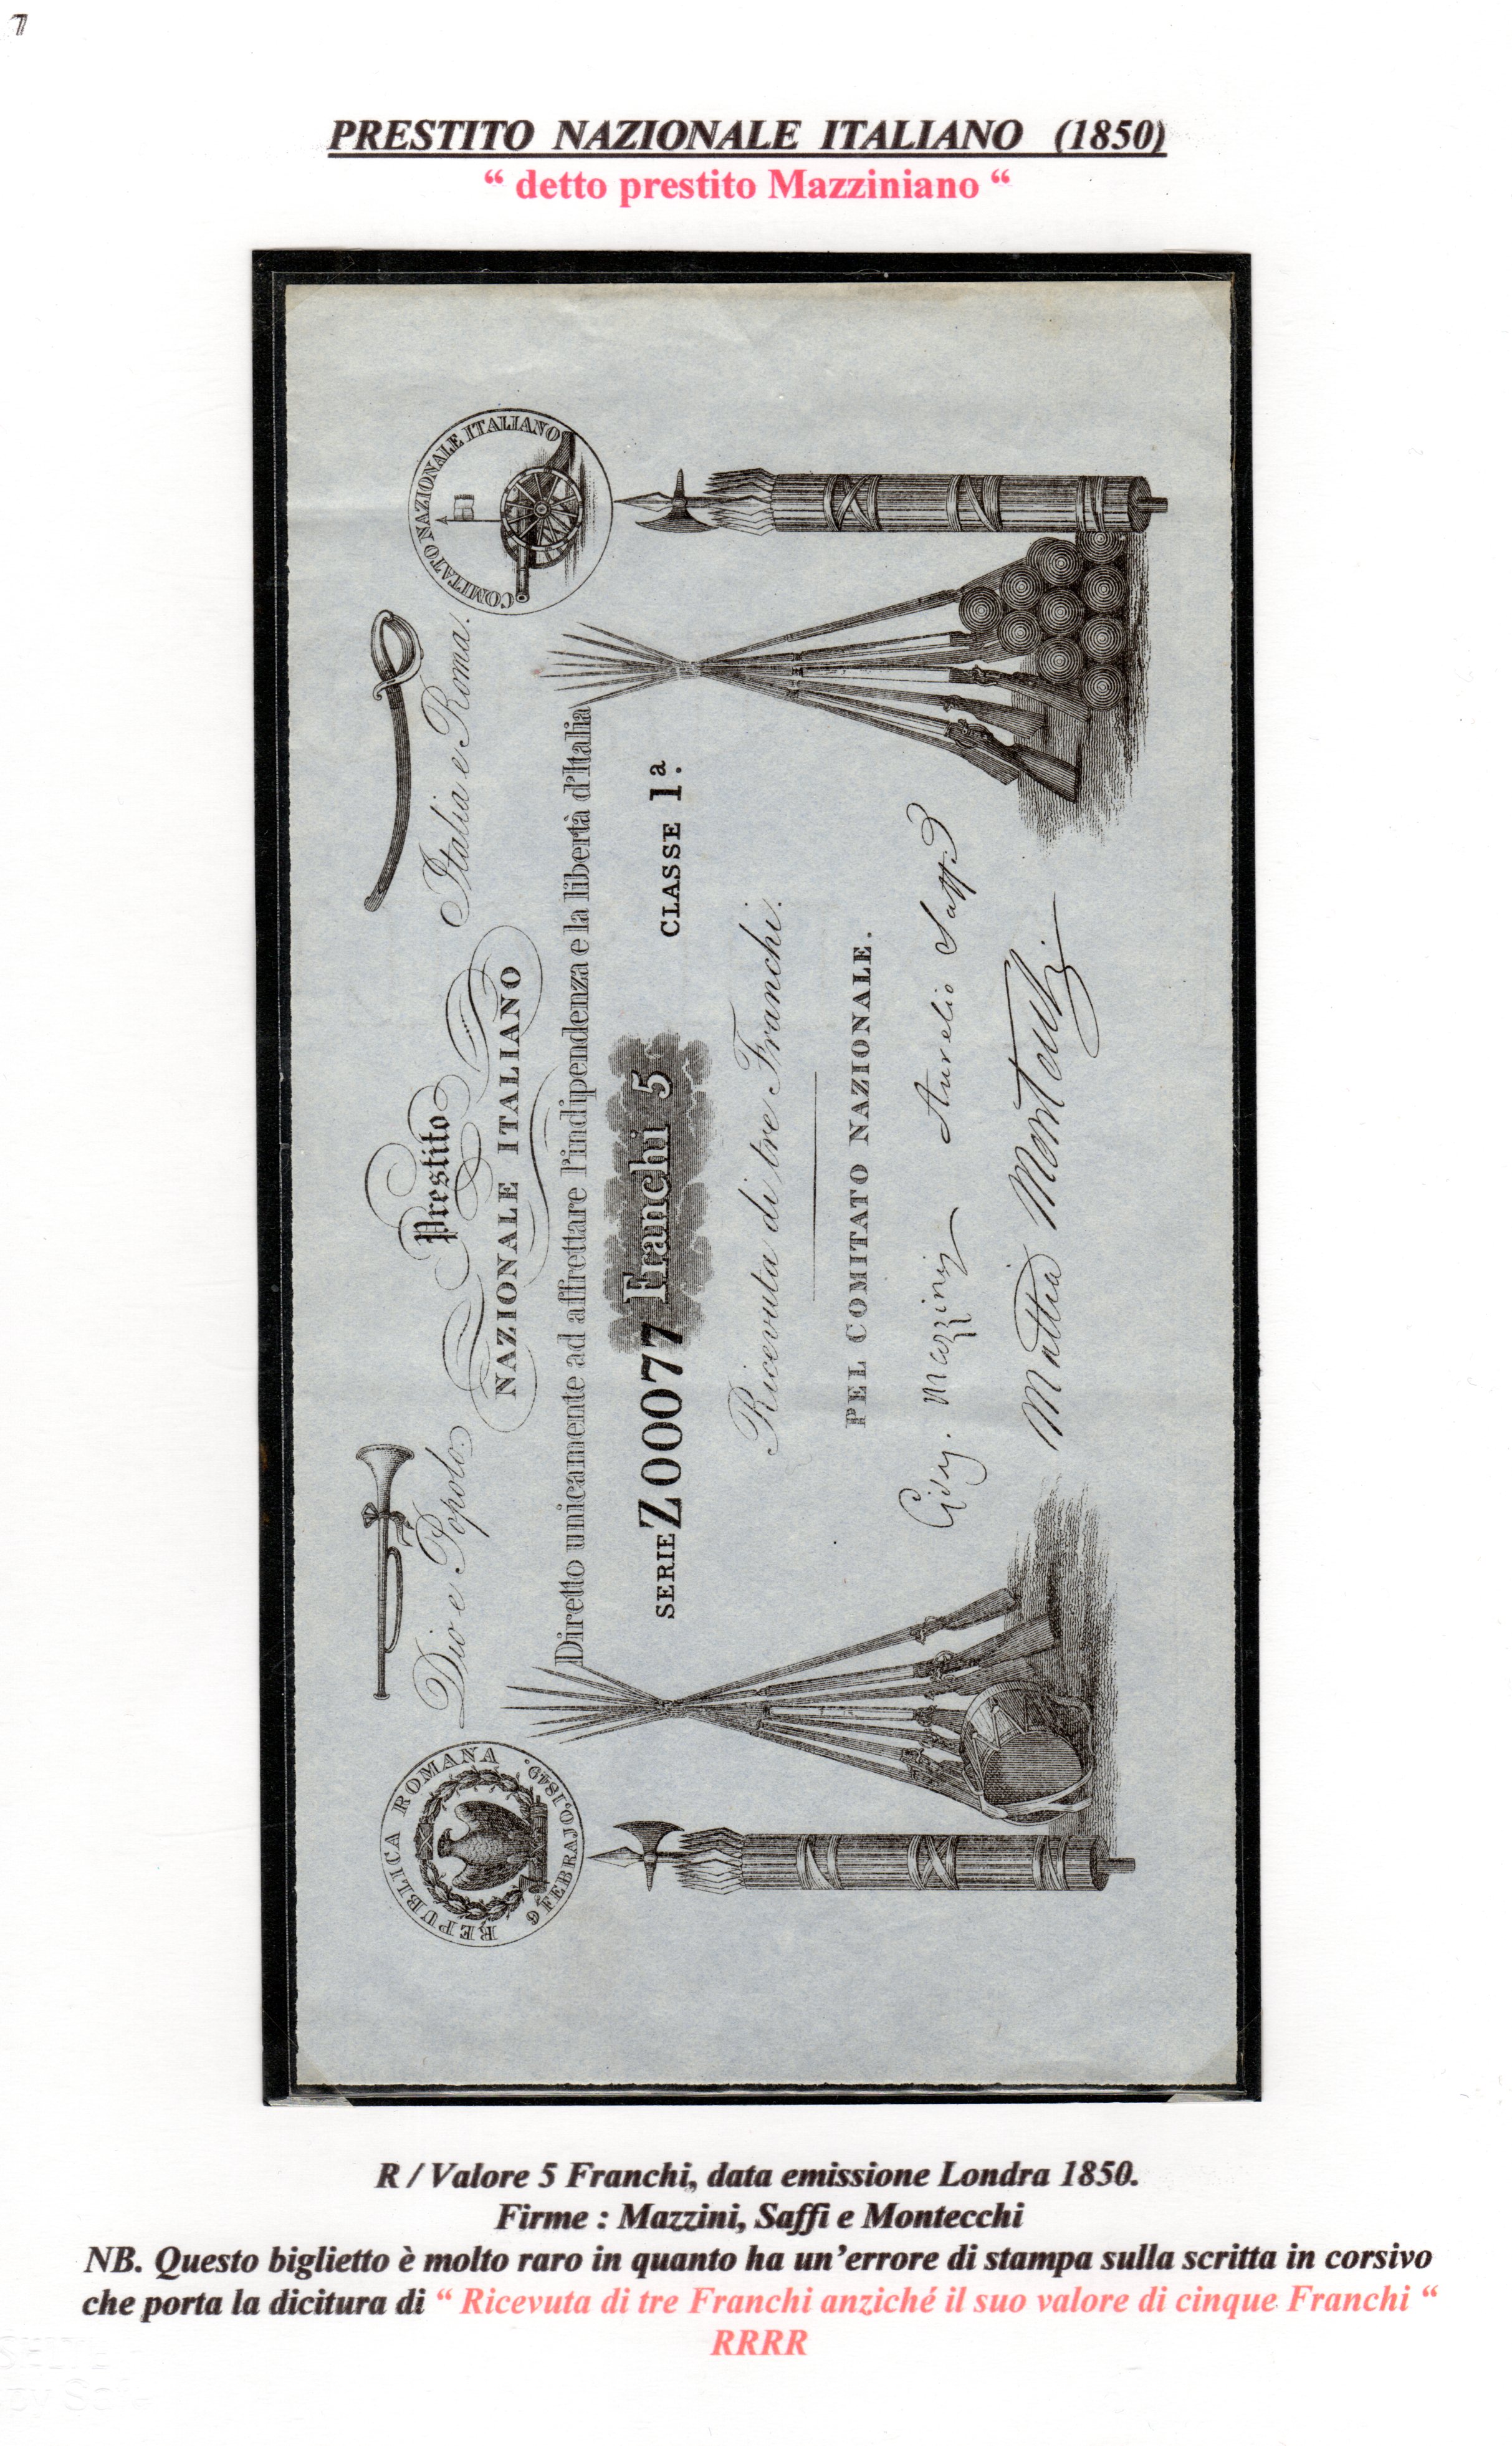 7
PRESTITO NAZIONALE ITALIANO (1850)
“ detto prestito Mazziniano “
REPUBBLICA ROMANA
9 FEBBRAJO.1849.
Dio e Popolo.
Prestito
NAZIONALE ITALIANO
Italia e Roma.
COMITATO NAZIONALE ITALIANO
Diretto unicamente ad affrettare l'indipendenza e la libertà d'Italia
SERIE Z00077 Franchi 5 CLASSE 1ª.
Ricevuta di tre Franchi.
PEL COMITATO NAZIONALE.
Mazzini Aurelio Saffi
Mattia Montecchi
R / Valore 5 Franchi, data emissione Londra 1850.
Firme : Mazzini, Saffi e Montecchi
NB. Questo biglietto è molto raro in quanto ha un’errore di stampa sulla scritta in corsivo
che porta la dicitura di “ Ricevuta di tre Franchi anziché il suo valore di cinque Franchi “
RRRR